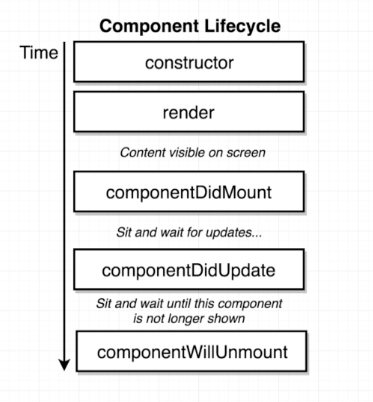 Component Lifecycle
Time
constructor
render
Content visible on screen
componentDidMount
Sit and wait for updates...
componentDidUpdate
Sit and wait until this component
is not longer shown
componentWillUnmount